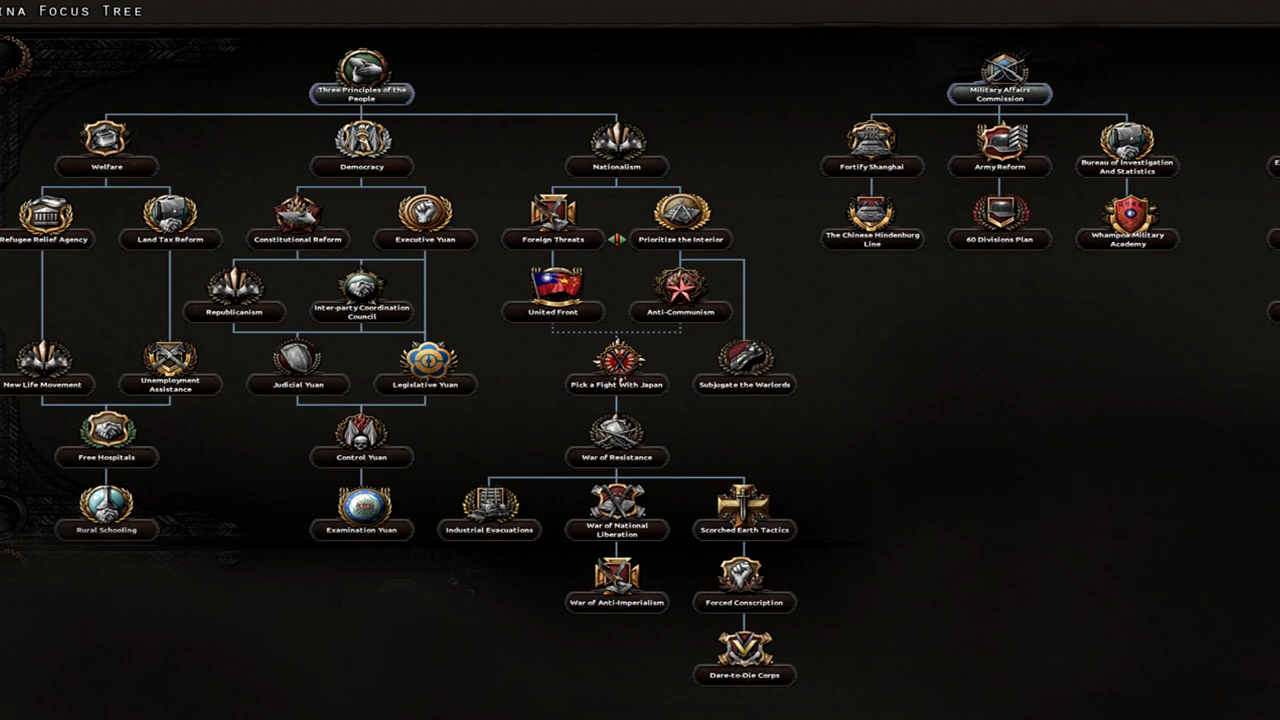 INA FOCUS TREE
Three Principles of the
People
Military Affairs
Commission
Welfare
Democracy
Nationalism
Fortify Shanghai
Army Reform
Bureau of Investigation
And Statistics
Refugee Relief Agency
Land Tax Reform
Constitutional Reform
Executive Yuan
Foreign Threats
Prioritize the Interior
The Chinese Hindenburg
Line
60 Divisions Plan
Whampoa Military
Academy
Republicanism
Inter-party Coordination
Council
United Front
Anti-Communism
New Life Movement
Unemployment
Assistance
Judicial Yuan
Legislative Yuan
Pick a Fight With Japan
Subjugate the Warlords
Free Hospitals
Control Yuan
War of Resistance
Rural Schooling
Examination Yuan
Industrial Evacuations
War of National
Liberation
Scorched Earth Tactics
War of Anti-Imperialism
Forced Conscription
Dare-to-Die Corps